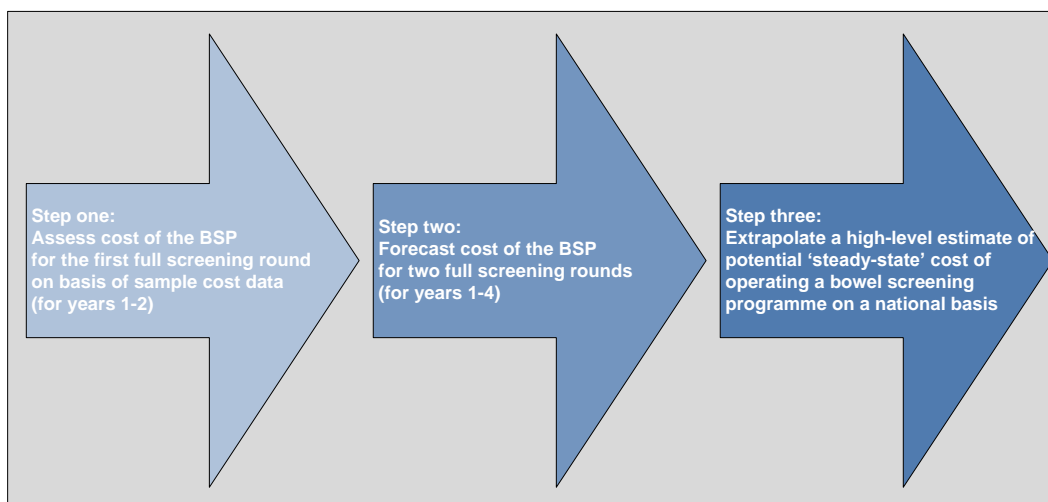 Step one:
Assess cost of the BSP
for the first full screening round
on basis of sample cost data
(for years 1-2)
Step two:
Forecast cost of the BSP
for two full screening rounds
(for years 1-4)
Step three:
Extrapolate a high-level estimate of
potential ‘steady-state’ cost of
operating a bowel screening
programme on a national basis